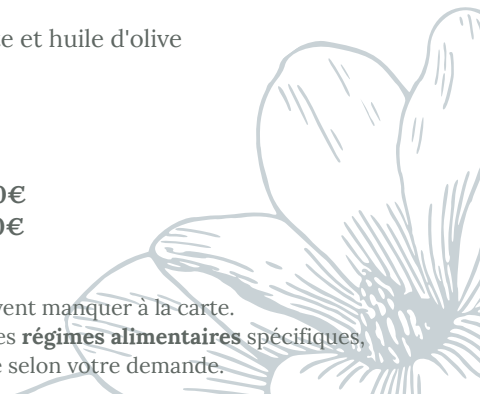 e et huile d'olive
0€
0€
vent manquer à la carte.
es régimes alimentaires spécifiques,
e selon votre demande.